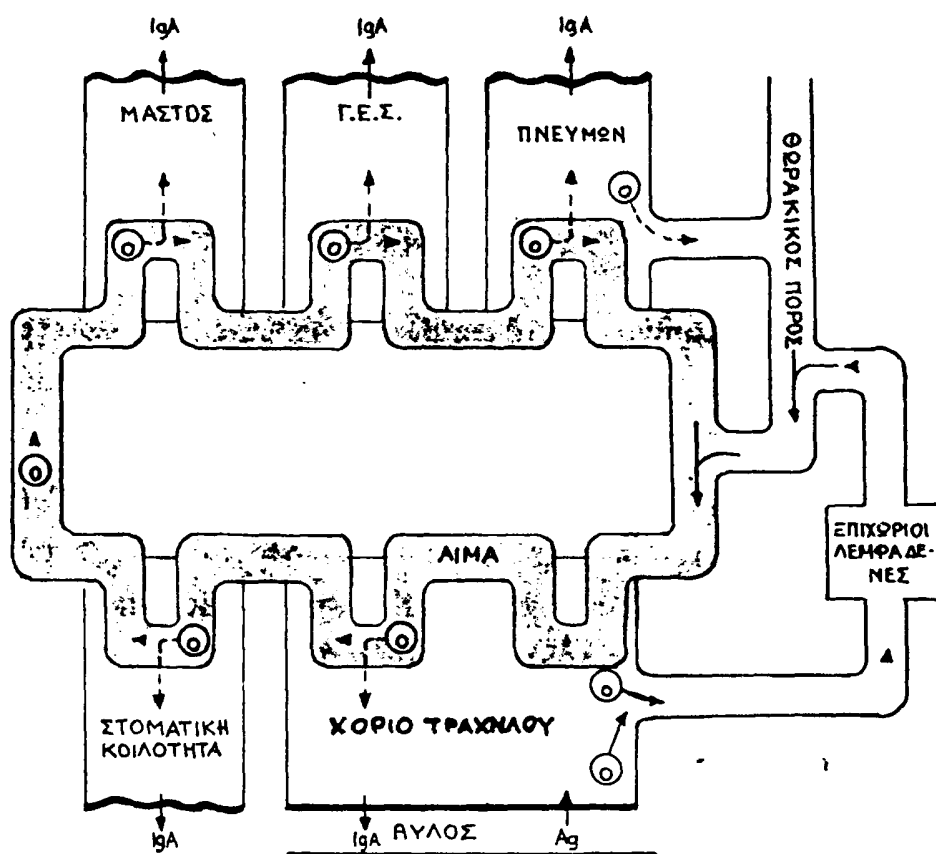 IgA
IgA
IgA
ΜΑΣΤΟΣ
Γ.Ε.Σ.
ΠΝΕΥΜΩΝ
ΘΩΡΑΚΙΚΟΣ ΠΟΡΟΣ
ΑΙΜΑ
ΕΠΙΧΩΡΙΟΙ
ΛΕΜΦΑΔΕ-
ΝΕΣ
ΣΤΟΜΑΤΙΚΗ
ΚΟΙΛΟΤΗΤΑ
ΧΟΡΙΟ ΤΡΑΧΗΛΟΥ
IgA
IgA
ΑΥΛΟΣ
Ag